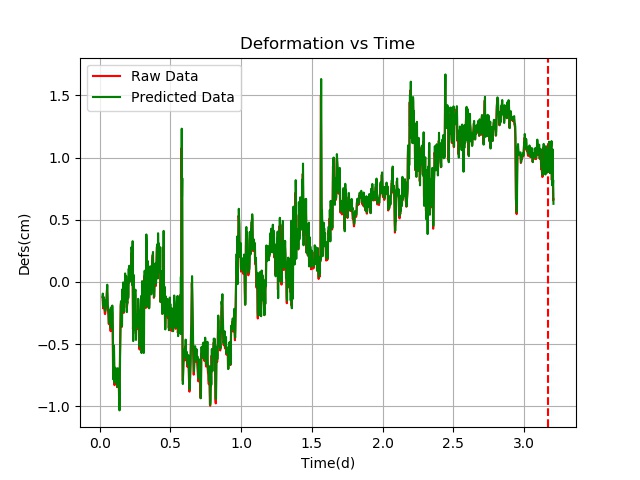 Deformation vs Time
Raw Data
Predicted Data
Defs(cm)
1.5
1.0
0.5
0.0
−0.5
−1.0
0.0 0.5 1.0 1.5 2.0 2.5 3.0
Time(d)